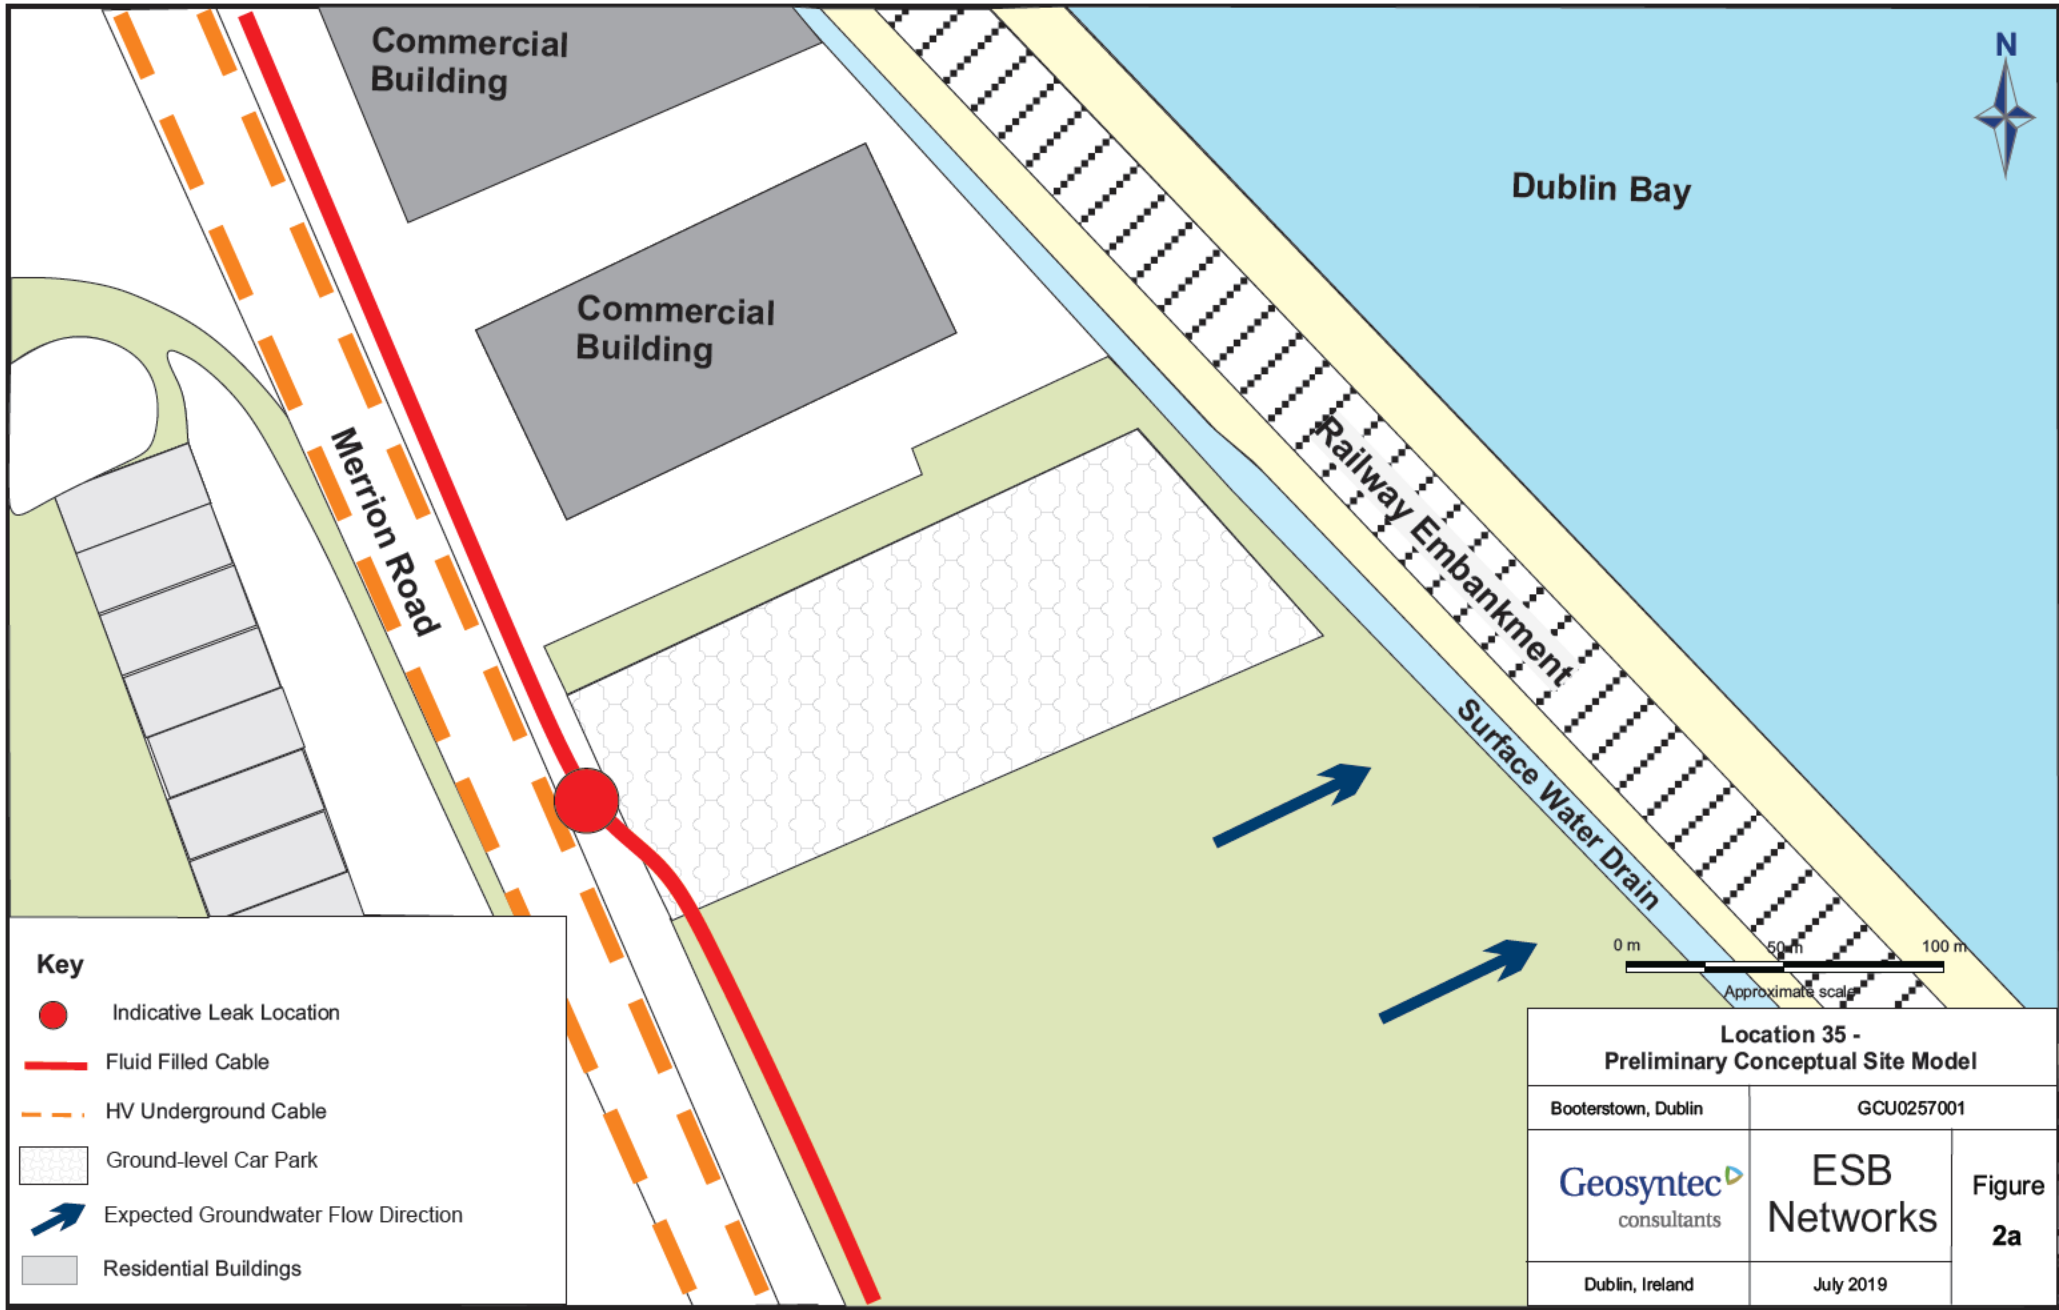 Commercial
Building
N
Dublin Bay
Commercial
Building
Merrion Road
Railway Embankment
Surface Water Drain
0 m 50 m 100 m
Approximate scale
Key
Indicative Leak Location
Fluid Filled Cable
HV Underground Cable
Ground-level Car Park
Expected Groundwater Flow Direction
Residential Buildings
Location 35 -
Preliminary Conceptual Site Model
Booterstown, Dublin
GCU0257001
Geosyntec
consultants
ESB
Networks
Figure
2a
Dublin, Ireland
July 2019